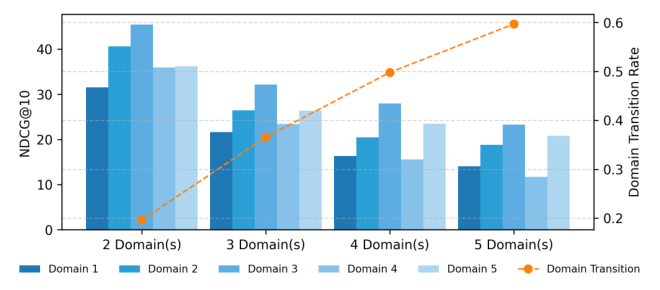 NDCG@10
40
30
20
10
0
0.6
0.5
0.4
0.3
0.2
Domain Transition Rate
2 Domain(s) 3 Domain(s) 4 Domain(s) 5 Domain(s)
Domain 1 Domain 2 Domain 3 Domain 4 Domain 5 Domain Transition